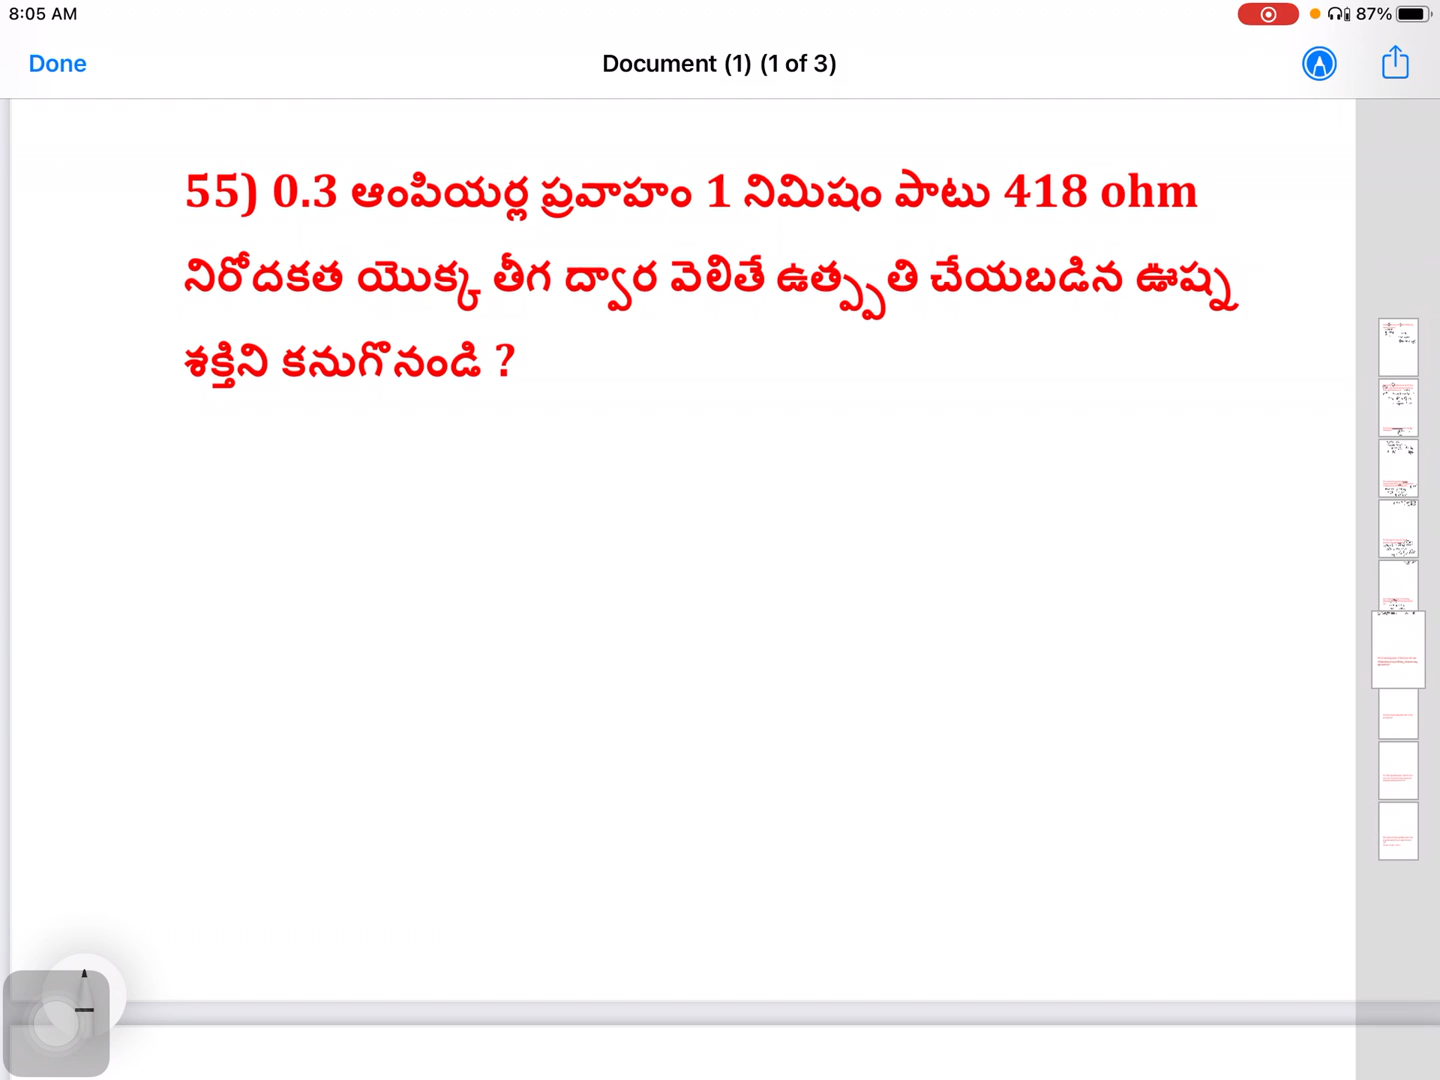 8:05 AM
87%
Done
Document (1) (1 of 3)
55) 0.3 ఆంపియర్ల ప్రవాహం 1 నిమిషం పాటు 418 ohm
నిరోదకత యొక్క తీగ ద్వార వెలితే ఉత్ప్పతి చేయబడిన ఊష్న
శక్తిని కనుగొనండి ?